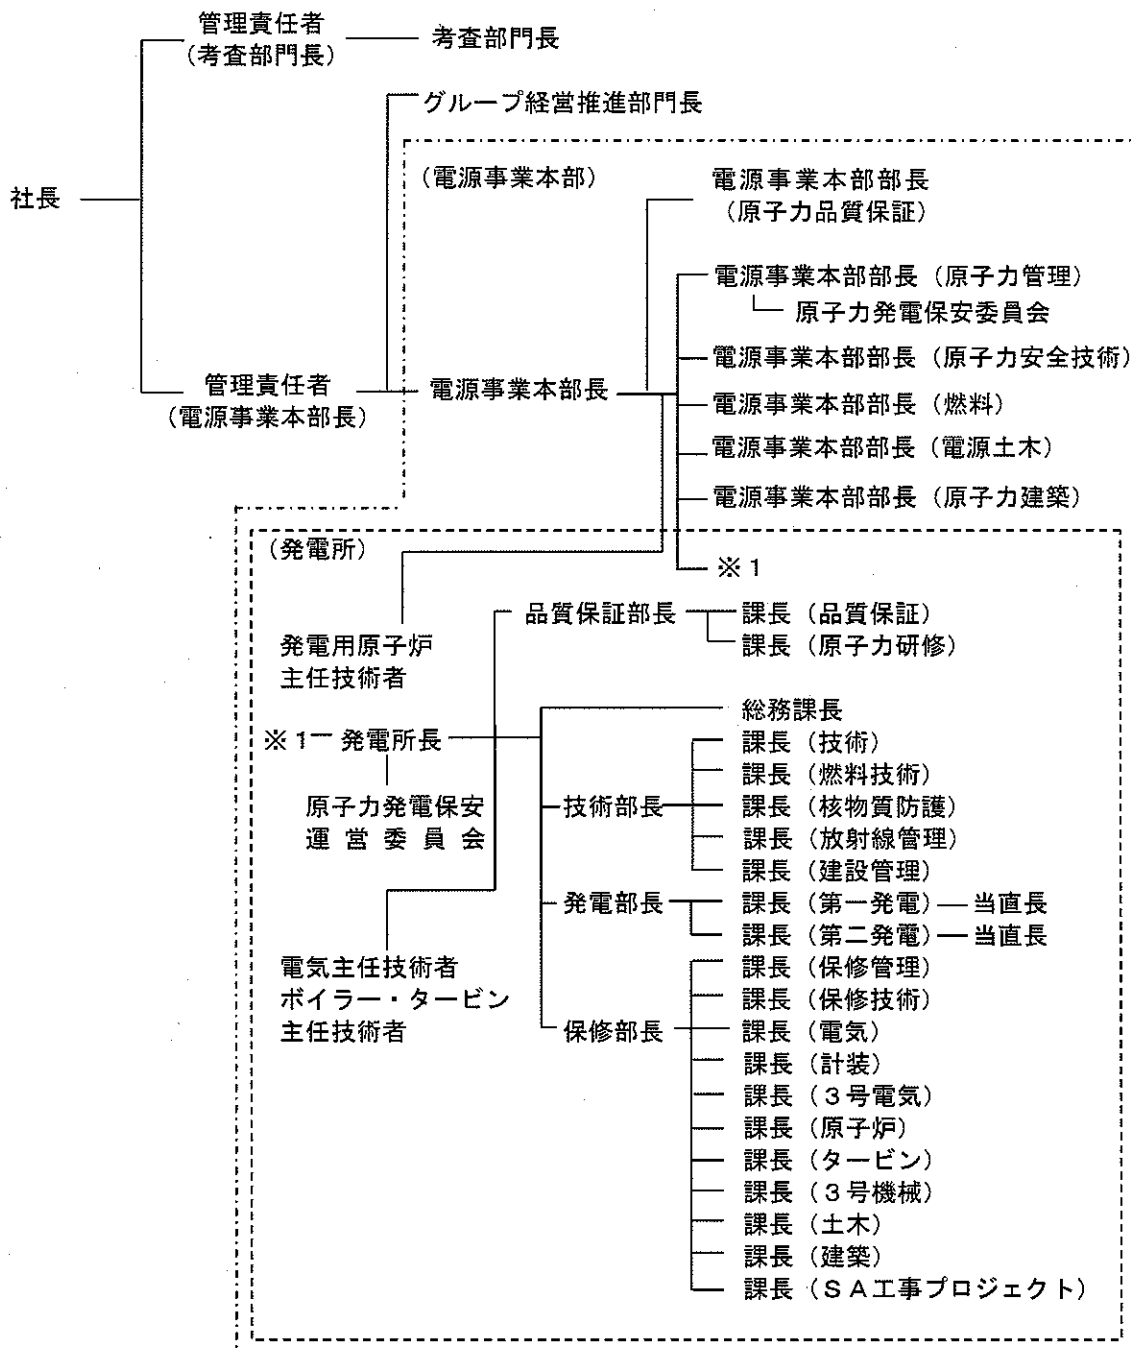 管理責任者
(考査部門長)
考査部門長
グループ経営推進部門長
(電源事業本部)
電源事業本部部長
(原子力品質保証)
社長
電源事業本部部長(原子力管理)
原子力発電保安委員会
電源事業本部部長(原子力安全技術)
管理責任者
(電源事業本部長)
電源事業本部長
電源事業本部部長(燃料)
電源事業本部部長(電源土木)
電源事業本部部長(原子力建築)
(発電所)
※1
品質保証部長
課長(品質保証)
課長(原子力研修)
発電用原子炉
主任技術者
総務課長
※1
発電所長
課長(技術)
課長(燃料技術)
原子力発電保安
運営委員会
技術部長
課長(核物質防護)
課長(放射線管理)
課長(建設管理)
発電部長
課長(第一発電)
当直長
課長(第二発電)
当直長
電気主任技術者
ボイラー・タービン
主任技術者
課長(保修管理)
課長(保修技術)
保修部長
課長(電気)
課長(計装)
課長(3号電気)
課長(原子炉)
課長(タービン)
課長(3号機械)
課長(土木)
課長(建築)
課長(SA工事プロジェクト)